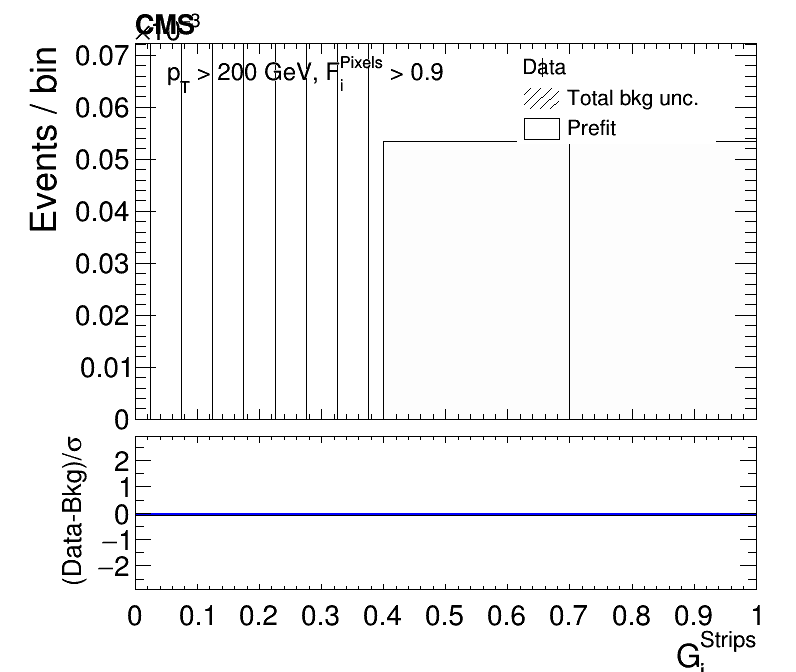 CMS
×10⁻³
p_T > 200 GeV, F_i^Pixels > 0.9
Data
Total bkg unc.
Prefit
Events / bin
0.07
0.06
0.05
0.04
0.03
0.02
0.01
0
(Data-Bkg)/σ
2
1
0
−1
−2
0 0.1 0.2 0.3 0.4 0.5 0.6 0.7 0.8 0.9 1
G_i^Strips